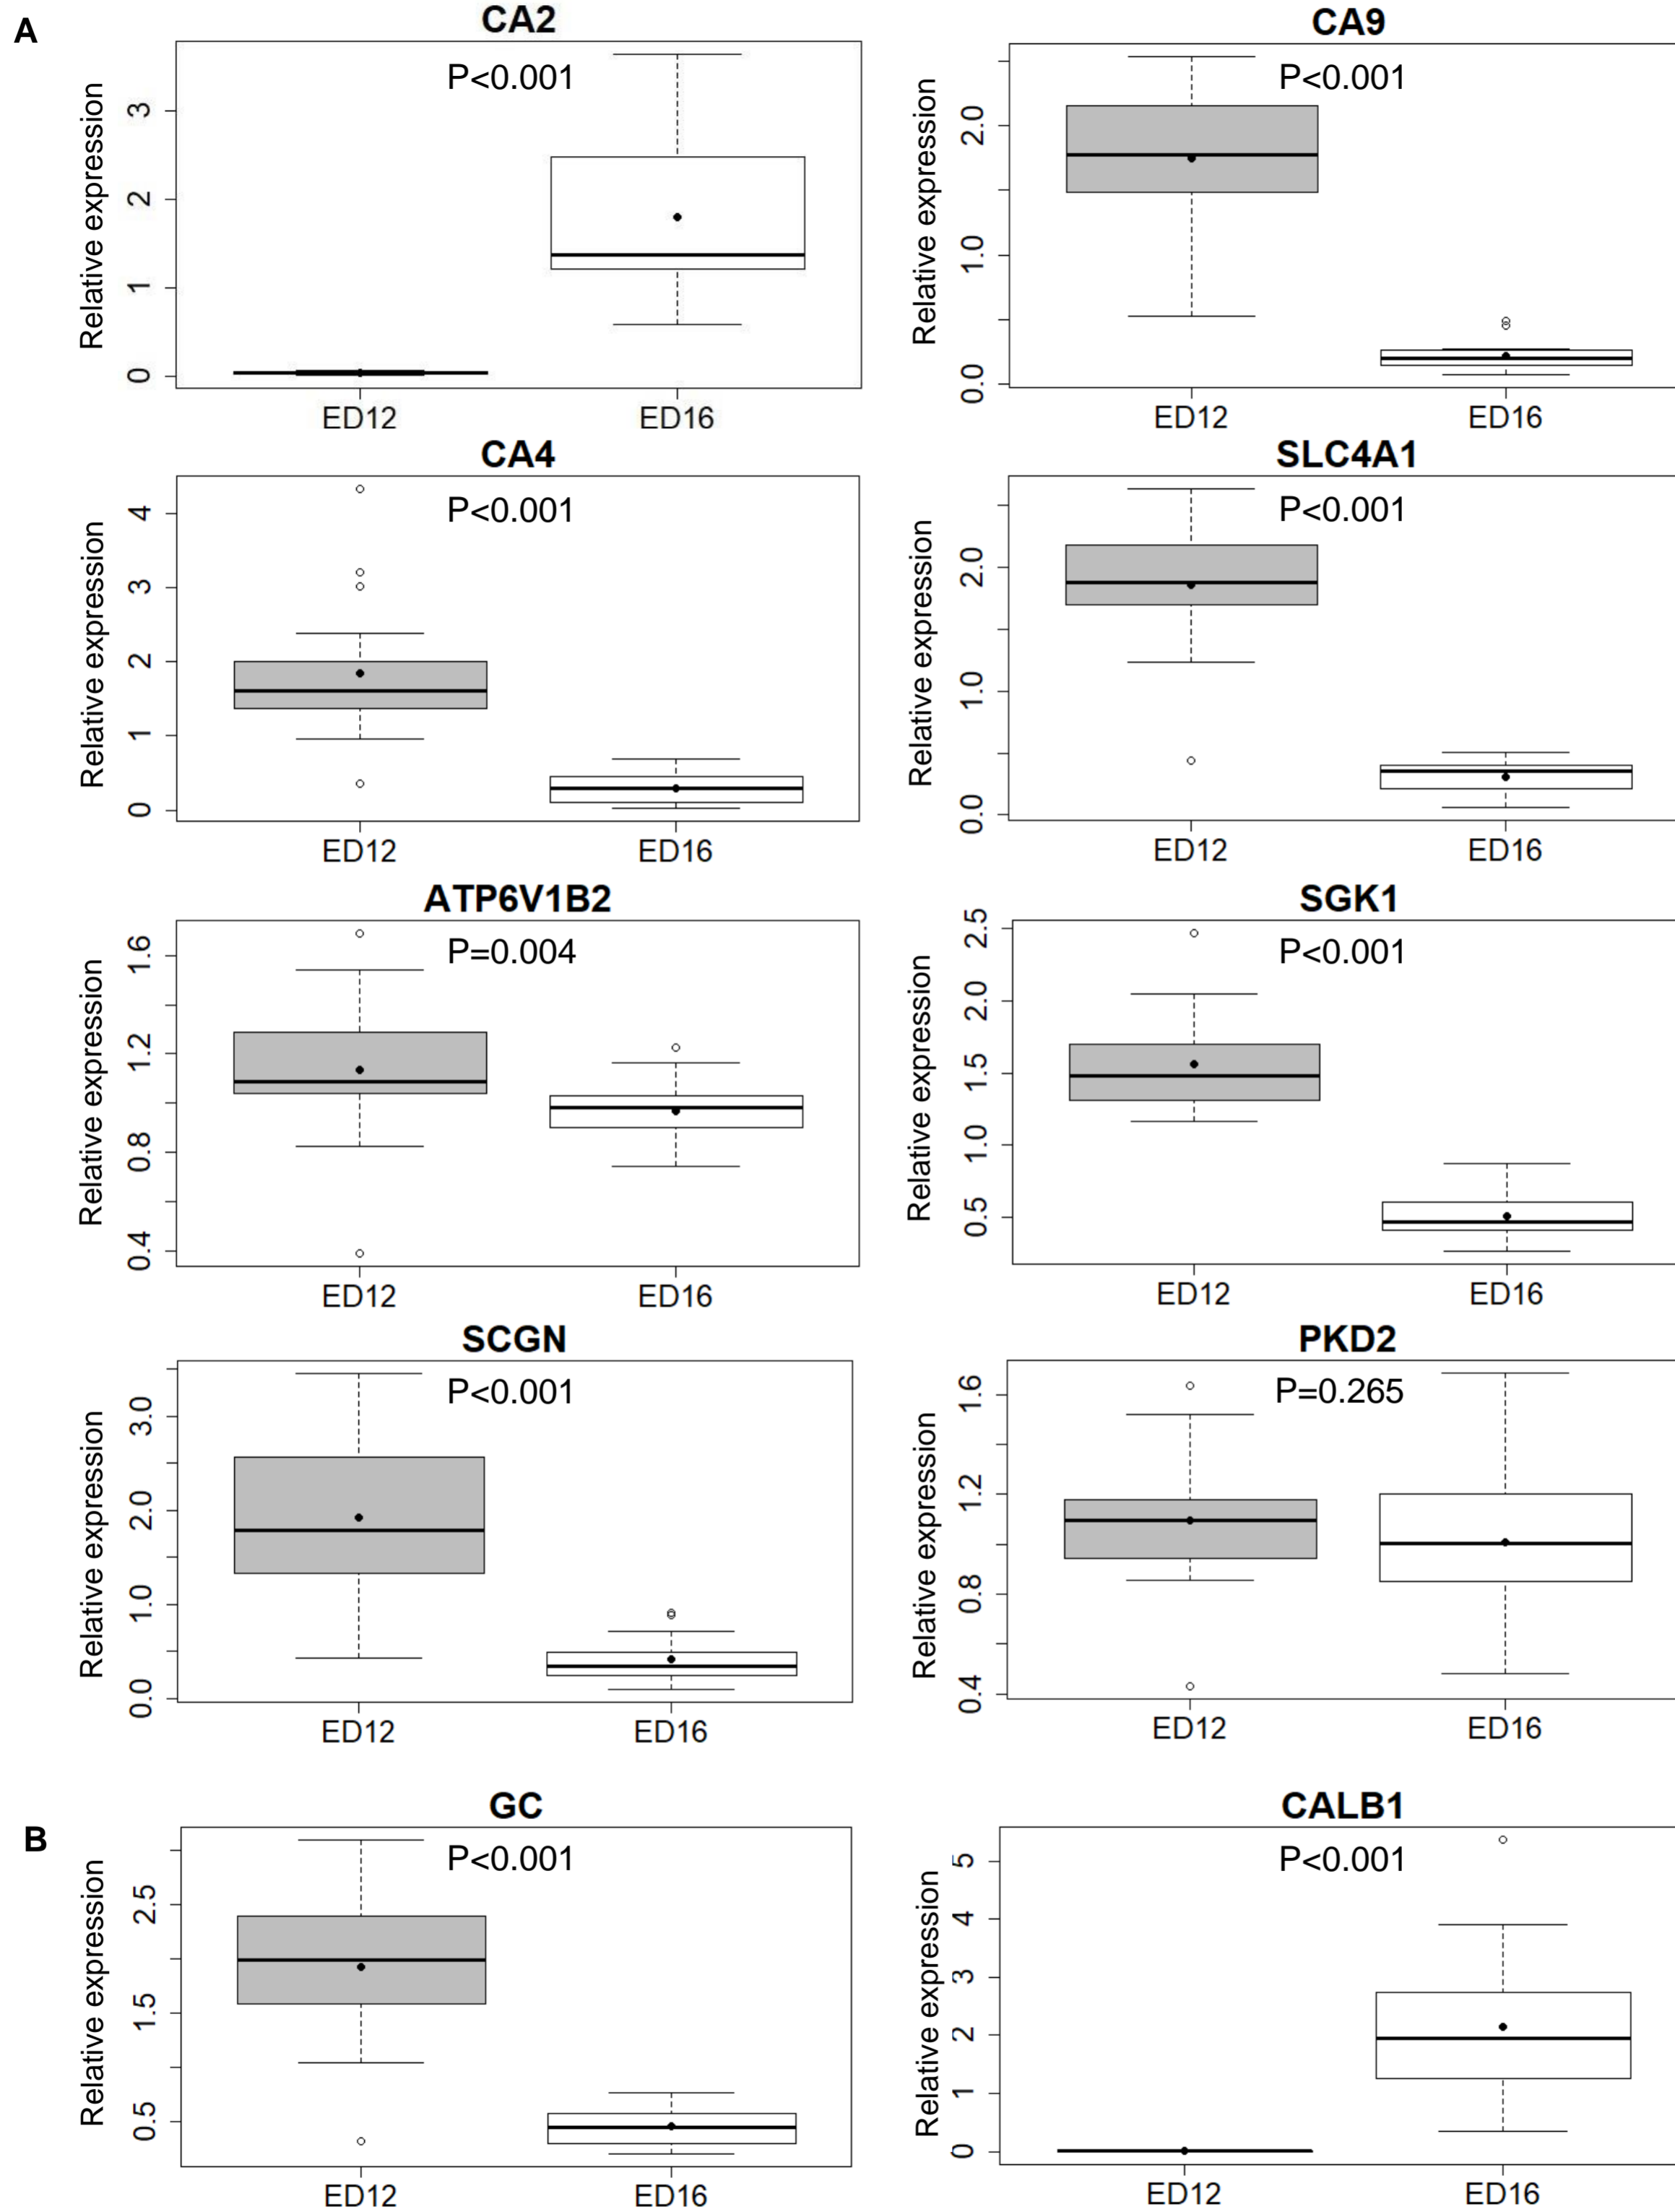 A
CA2
P<0.001
Relative expression
3
2
1
0
ED12 ED16
CA9
P<0.001
Relative expression
2.0
1.0
0.0
ED12 ED16
CA4
P<0.001
Relative expression
4
3
2
1
0
ED12 ED16
SLC4A1
P<0.001
Relative expression
2.0
1.0
0.0
ED12 ED16
ATP6V1B2
P=0.004
Relative expression
1.6
1.2
0.8
0.4
ED12 ED16
SGK1
P<0.001
Relative expression
2.5
2.0
1.5
1.0
0.5
ED12 ED16
SCGN
P<0.001
Relative expression
3.0
2.0
1.0
0.0
ED12 ED16
PKD2
P=0.265
Relative expression
1.6
1.2
0.8
0.4
ED12 ED16
B
GC
P<0.001
Relative expression
2.5
1.5
0.5
ED12 ED16
CALB1
P<0.001
Relative expression
5
4
3
2
1
0
ED12 ED16